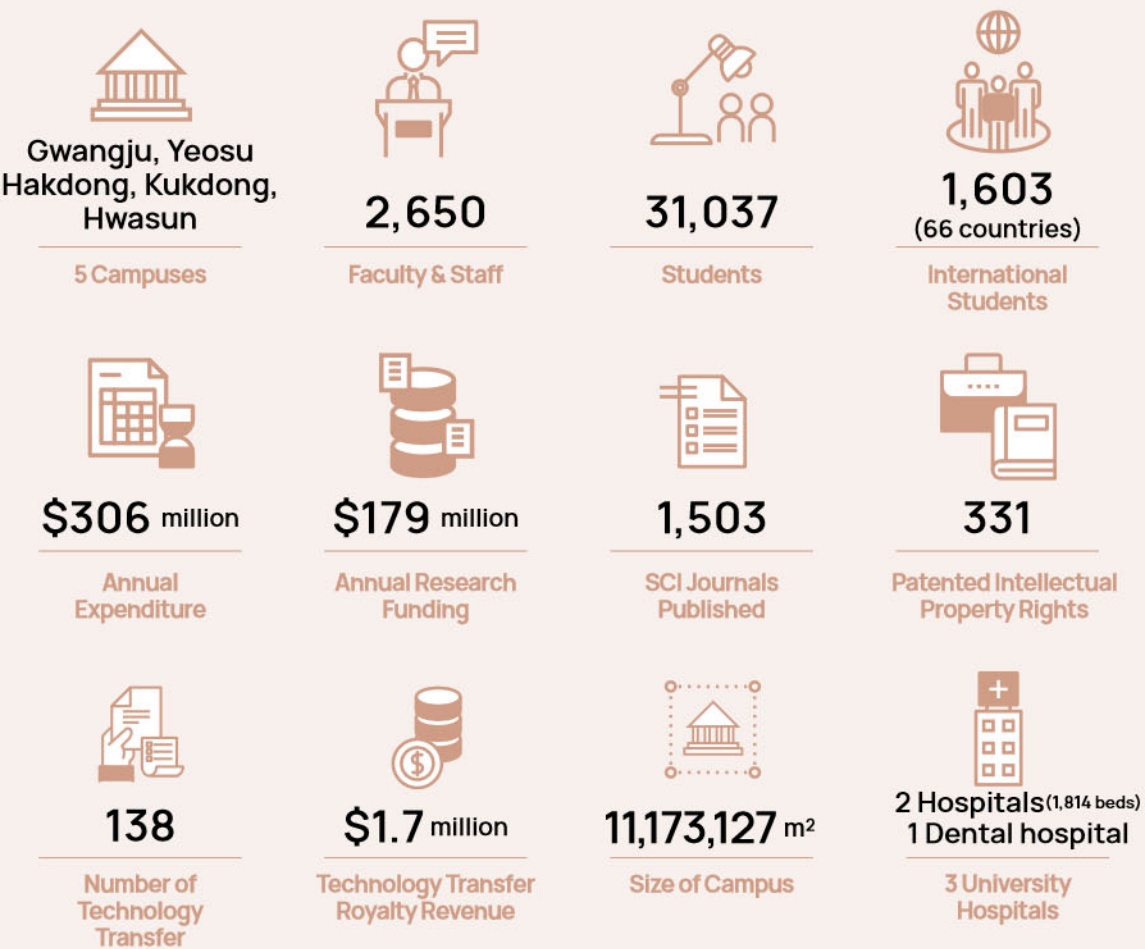 Gwangju, Yeosu
Hakdong, Kukdong,
Hwasun
5 Campuses
2,650
Faculty & Staff
31,037
Students
1,603
(66 countries)
International
Students
$306 million
Annual
Expenditure
$179 million
Annual Research
Funding
1,503
SCI Journals
Published
331
Patented Intellectual
Property Rights
138
Number of
Technology
Transfer
$1.7 million
Technology Transfer
Royalty Revenue
11,173,127 m²
Size of Campus
2 Hospitals(1,814 beds)
1 Dental hospital
3 University
Hospitals